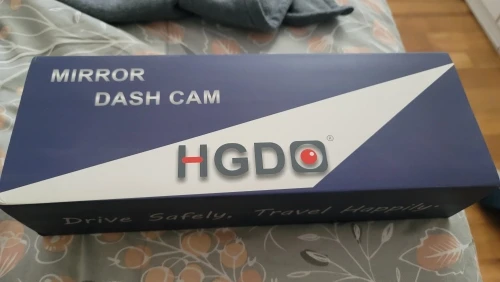 MIRROR
DASH CAM
HGDO®
Drive Safely. Travel Happily.